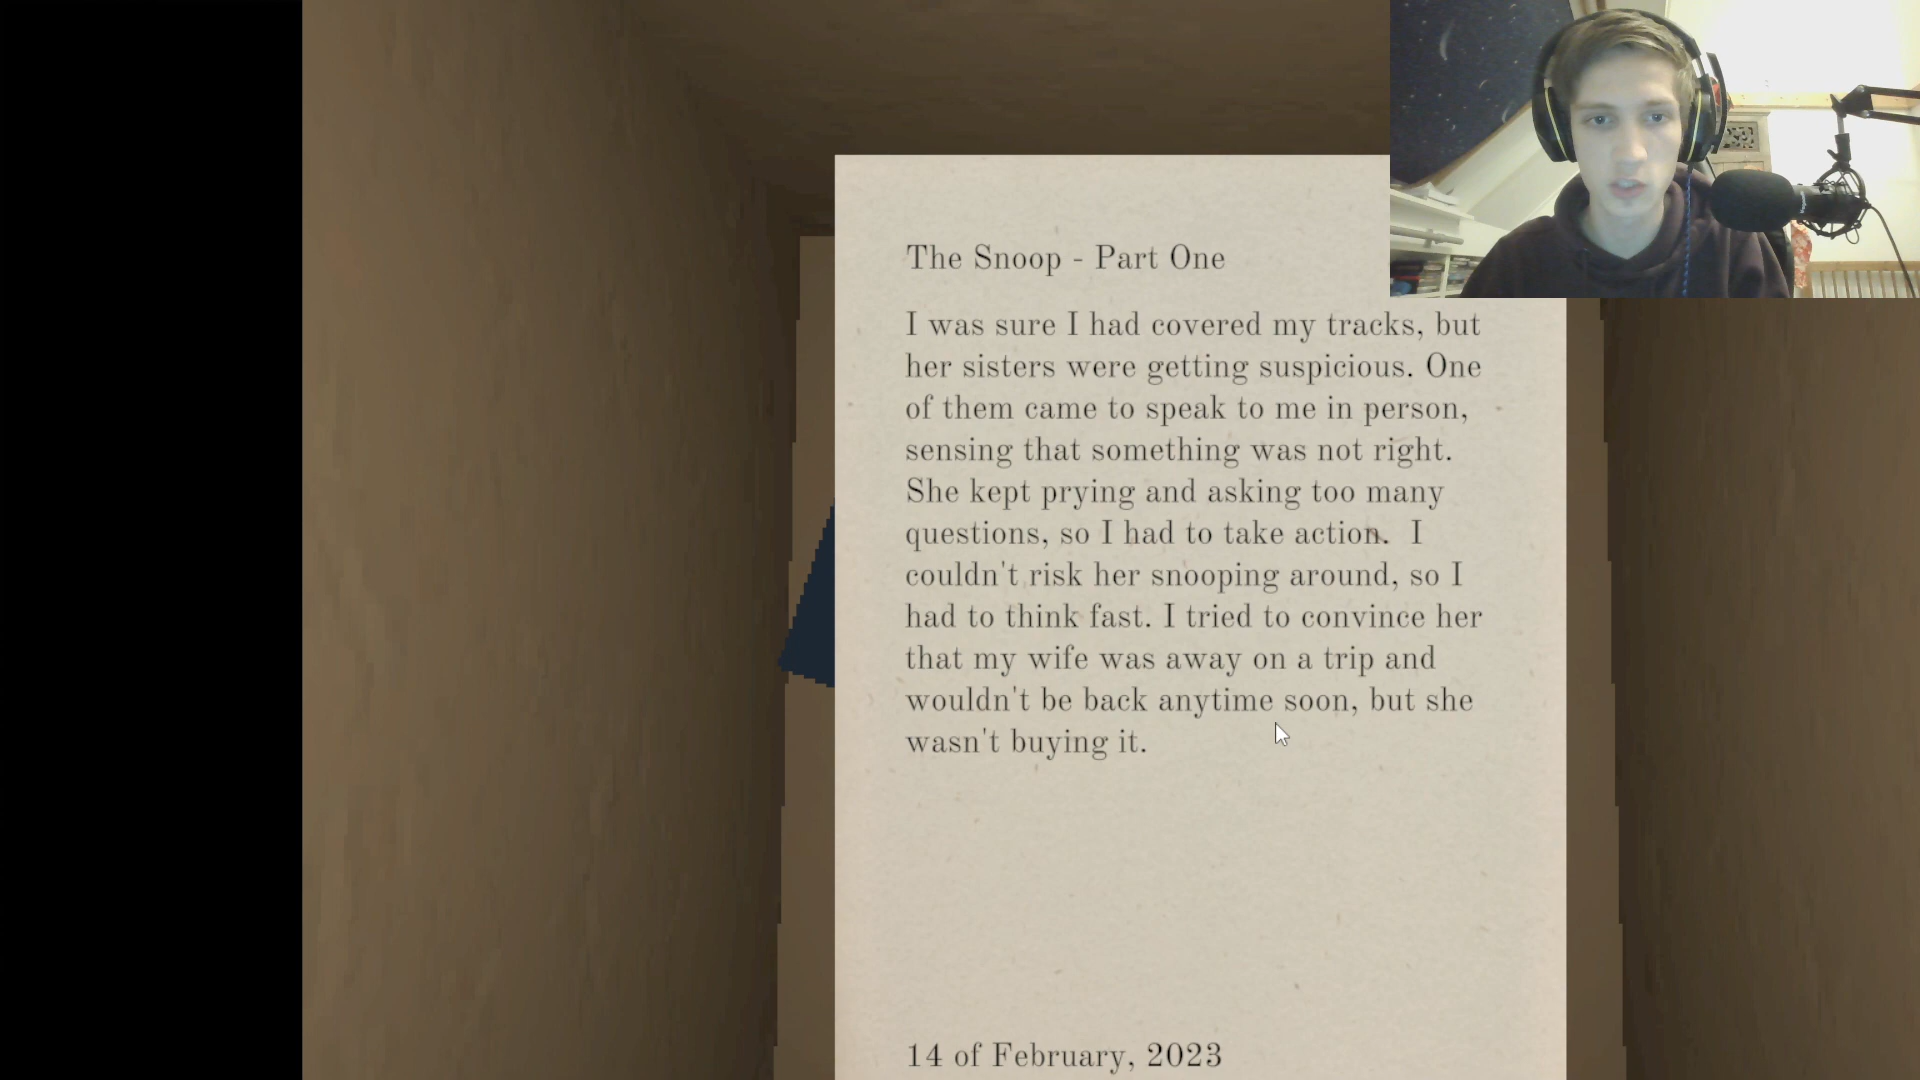 The Snoop - Part One
I was sure I had covered my tracks, but
her sisters were getting suspicious. One
of them came to speak to me in person,
sensing that something was not right.
She kept prying and asking too many
questions, so I had to take action.  I
couldn't risk her snooping around, so I
had to think fast. I tried to convince her
that my wife was away on a trip and
wouldn't be back anytime soon, but she
wasn't buying it.
14 of February, 2023